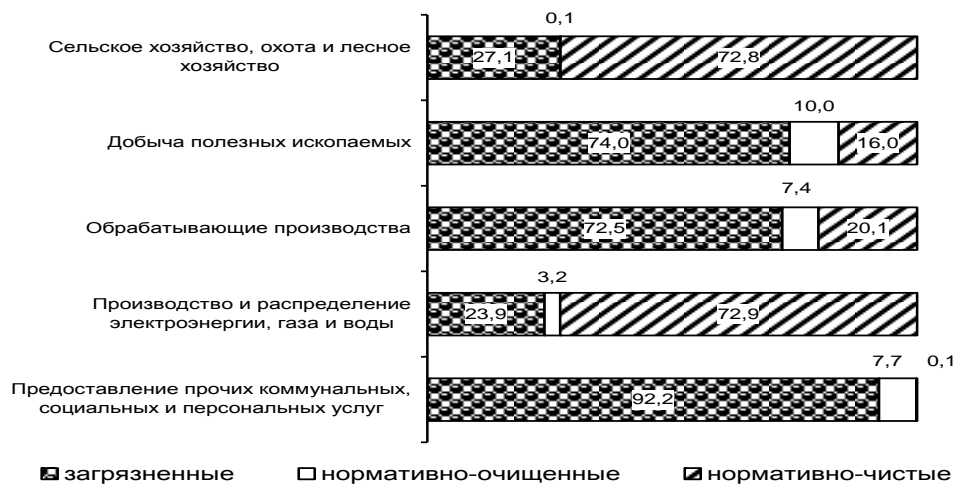 0,1
Сельское хозяйство, охота и лесное
хозяйство
27,1 72,8
10,0
Добыча полезных ископаемых
74,0 16,0
7,4
Обрабатывающие производства
72,5 20,1
3,2
Производство и распределение
электроэнергии, газа и воды
23,9 72,9
7,7 0,1
Предоставление прочих коммунальных,
социальных и персональных услуг
92,2
загрязненные нормативно-очищенные нормативно-чистые